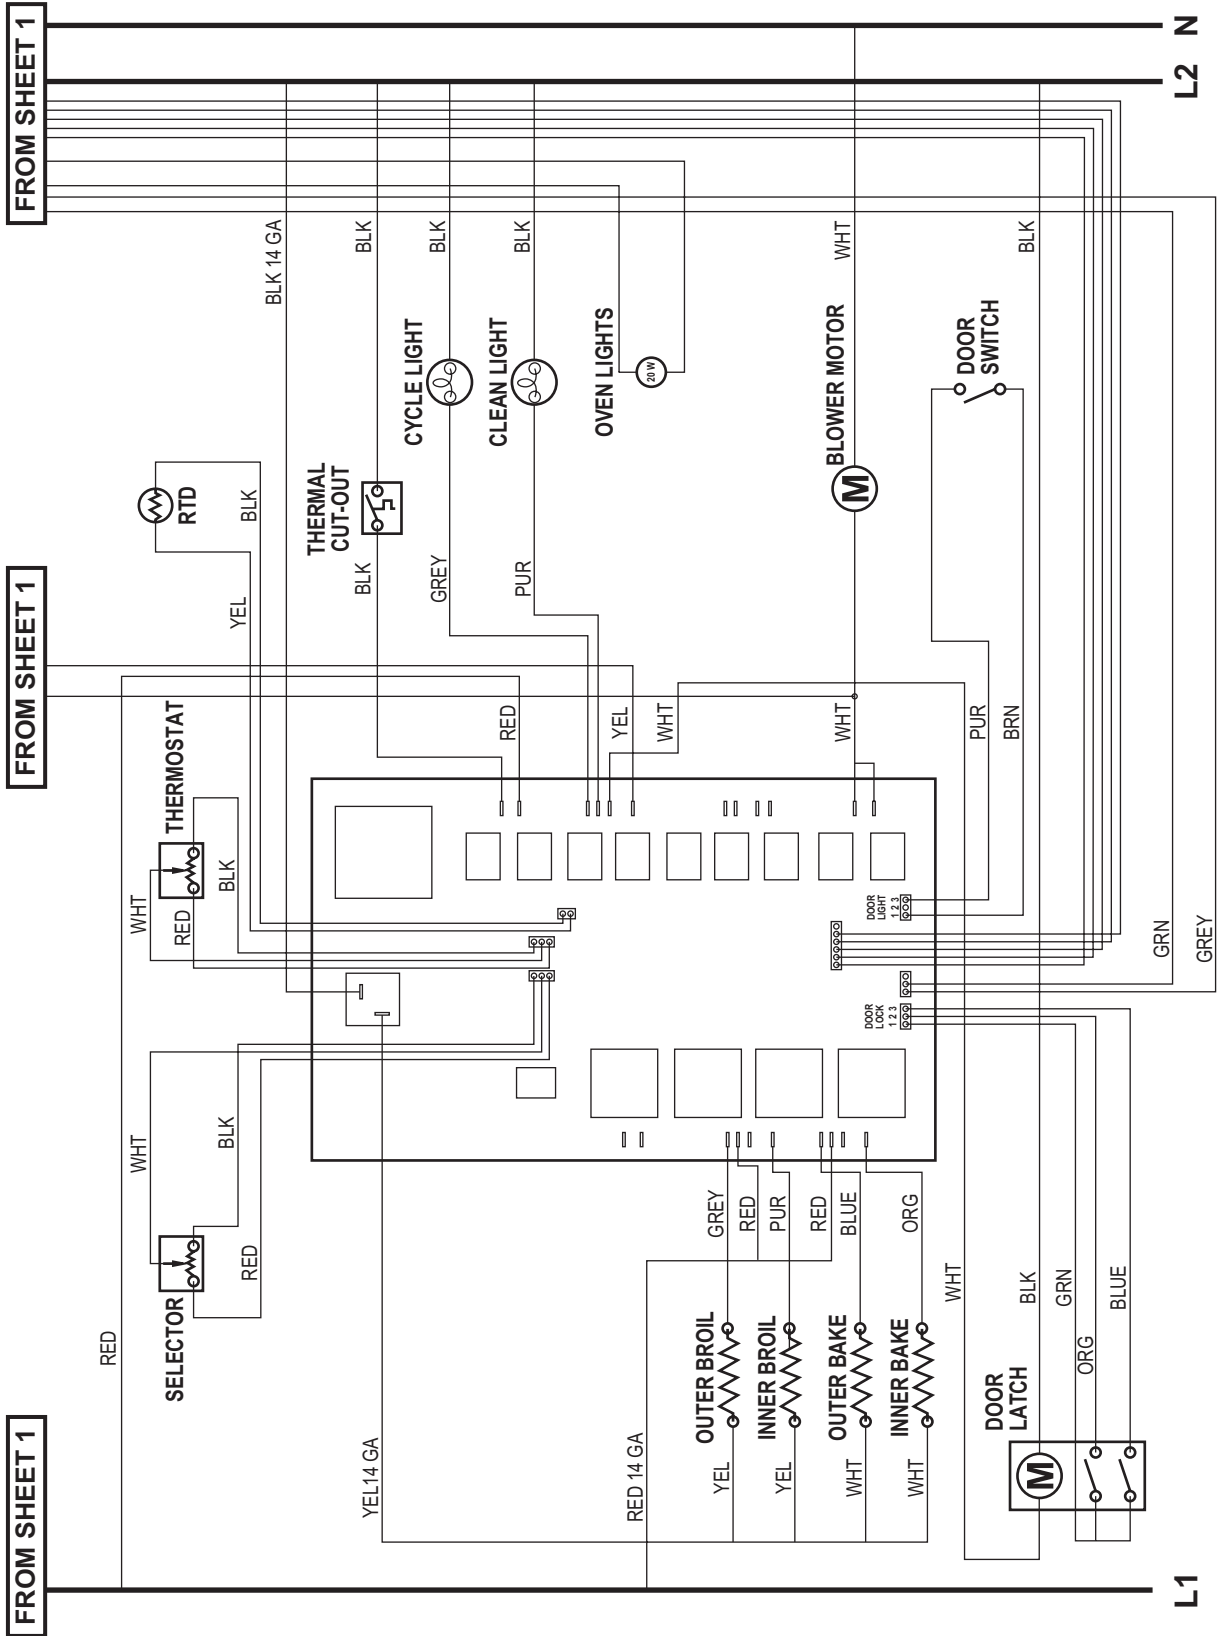 FROM SHEET 1
FROM SHEET 1
FROM SHEET 1
RED
WHT
WHT
SELECTOR
THERMOSTAT
RED
RTD
BLK
BLK
YEL
RED
BLK
BLK 14 GA
THERMAL
CUT-OUT
YEL14 GA
BLK
BLK
CYCLE LIGHT
GREY
BLK
CLEAN LIGHT
RED
PUR
BLK
OVEN LIGHTS
YEL
RED 14 GA
20 W
WHT
OUTER BROIL
GREY
YEL
RED
INNER BROIL
PUR
YEL
RED
BLOWER MOTOR
OUTER BAKE
WHT
WHT
BLUE
WHT
DOOR
LOCK
1 2 3
DOOR
LIGHT
1 2 3
INNER BAKE
ORG
WHT
WHT
DOOR
SWITCH
PUR
DOOR
LATCH
BRN
BLK
BLK
GRN
ORG
BLUE
GRN
GREY
L1
L2
N